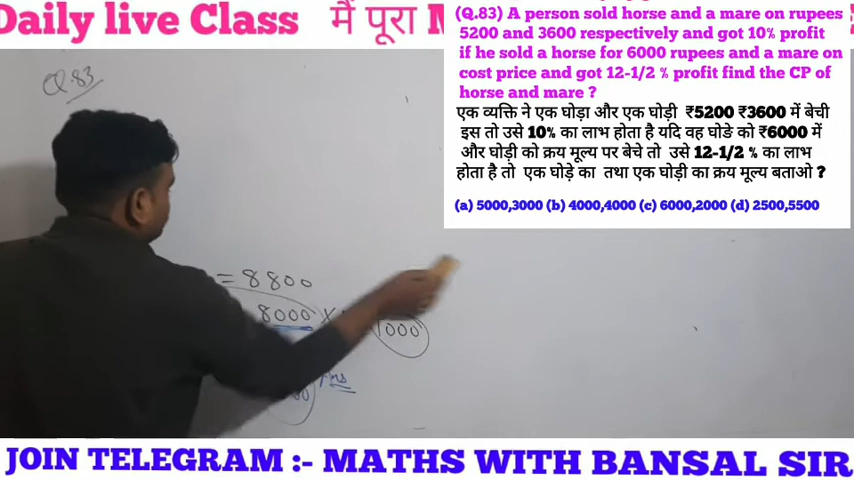 Daily live Class में पूरा M
(Q.83) A person sold horse and a mare on rupees
5200 and 3600 respectively and got 10% profit
if he sold a horse for 6000 rupees and a mare on
cost price and got 12-1/2 % profit find the CP of
horse and mare ?
एक व्यक्ति ने एक घोड़ा और एक घोड़ी ₹5200 ₹3600 में बेची
इस तो उसे 10% का लाभ होता है यदि वह घोङे को ₹6000 में
और घोड़ी को क्रय मूल्य पर बेचे तो उसे 12-1/2 % का लाभ
होता है तो एक घोड़े का तथा एक घोड़ी का क्रय मूल्य बताओ ?
(a) 5000,3000 (b) 4000,4000 (c) 6000,2000 (d) 2500,5500
Q.83
= 8800
8000 ×
1000
Ans
JOIN TELEGRAM :- MATHS WITH BANSAL SIR